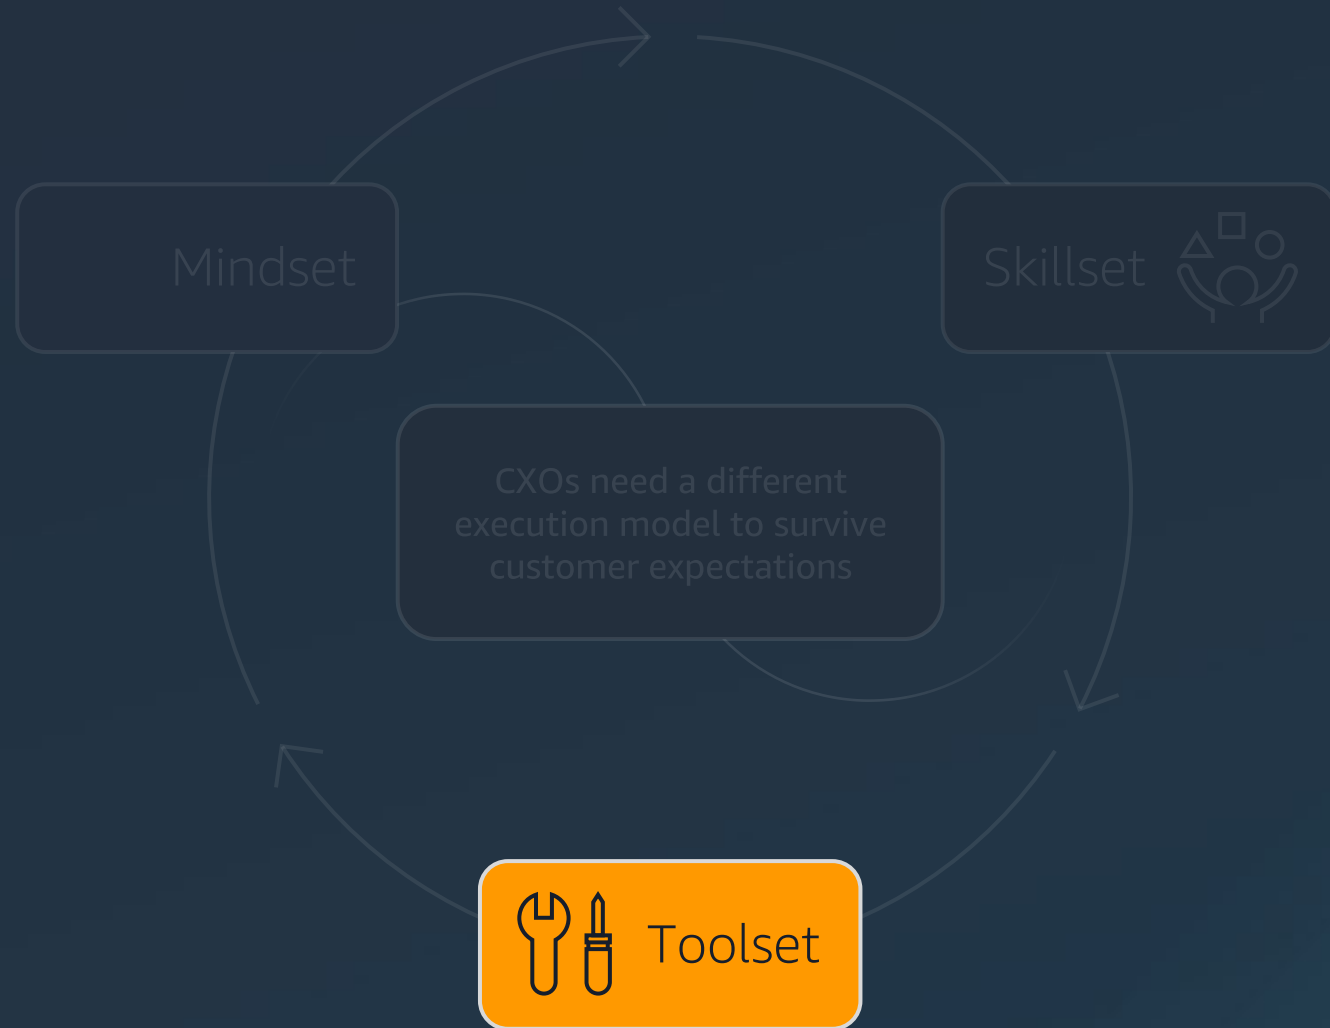 Mindset
Skillset
CXOs need a different
execution model to survive
customer expectations
Toolset